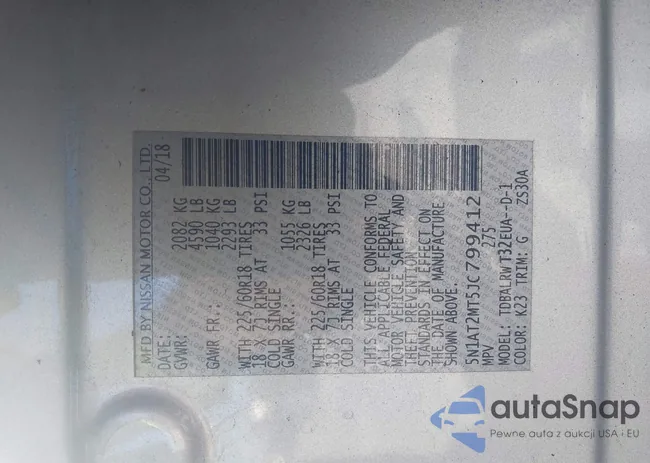 MFD BY NISSAN MOTOR CO., LTD.
DATE: 04/18
GVWR: 2082 KG
4590 LB
GAWR FR.: 1040 KG
2293 LB
WITH 225/60R18 TIRES
18 X 7J RIMS AT 33 PSI
COLD SINGLE
GAWR RR.: 1055 KG
2326 LB
WITH 225/60R18 TIRES
18 X 7J RIMS AT 33 PSI
COLD SINGLE
THIS VEHICLE CONFORMS TO
ALL APPLICABLE FEDERAL
MOTOR VEHICLE SAFETY AND
THEFT PREVENTION
STANDARDS IN EFFECT ON
THE DATE OF MANUFACTURE
SHOWN ABOVE.
5N1AT2MT5JC799412
MPV 275
MODEL: TDBALRWT32EUA--D-1
COLOR: K23 TRIM: G ZS30A
autaSnap
Pewne auta z aukcji USA i EU